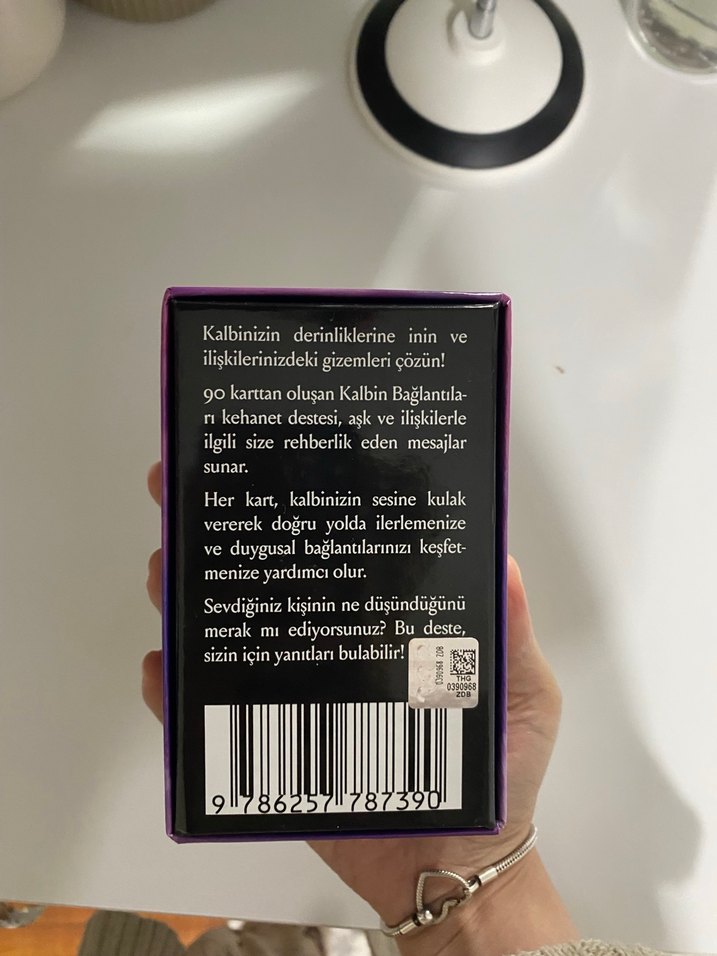 Kalbinizin derinliklerine inin ve
ilişkilerinizdeki gizemleri çözün!
90 karttan oluşan Kalbin Bağlantıla-
rı kehanet destesi, aşk ve ilişkilerle
ilgili size rehberlik eden mesajlar
sunar.
Her kart, kalbinizin sesine kulak
vererek doğru yolda ilerlemenize
ve duygusal bağlantılarınızı keşfet-
menize yardımcı olur.
Sevdiğiniz kişinin ne düşündüğünü
merak mı ediyorsunuz? Bu deste,
sizin için yanıtları bulabilir!
0390968 ZDB
THG
0390968
ZDB
9 786257 787390